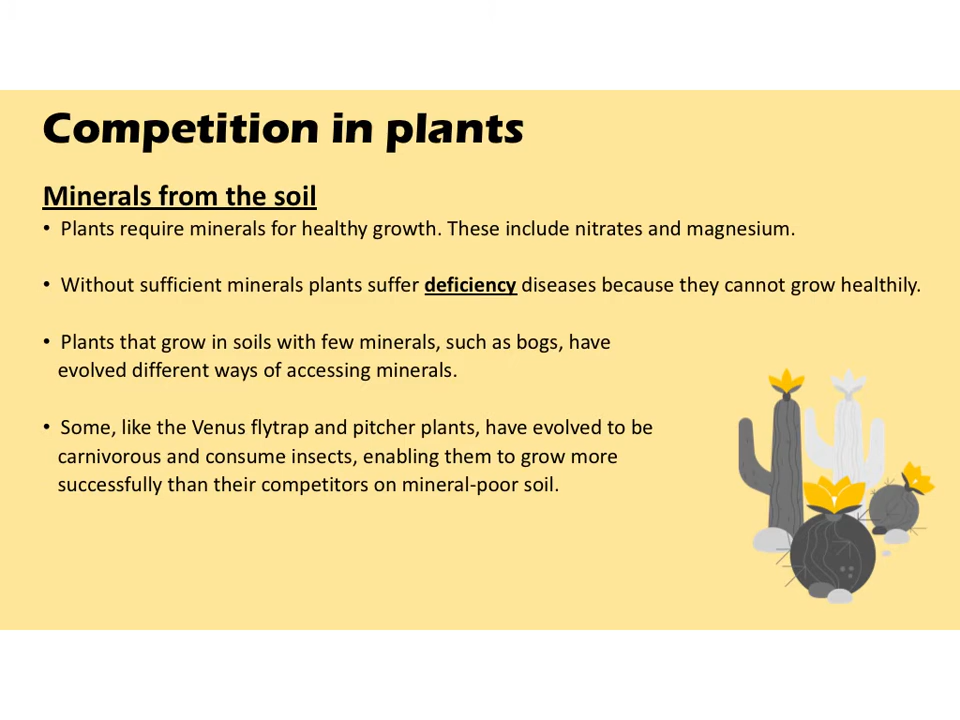 Competition in plants
Minerals from the soil
• Plants require minerals for healthy growth. These include nitrates and magnesium.
• Without sufficient minerals plants suffer deficiency diseases because they cannot grow healthily.
• Plants that grow in soils with few minerals, such as bogs, have
evolved different ways of accessing minerals.
• Some, like the Venus flytrap and pitcher plants, have evolved to be
carnivorous and consume insects, enabling them to grow more
successfully than their competitors on mineral-poor soil.